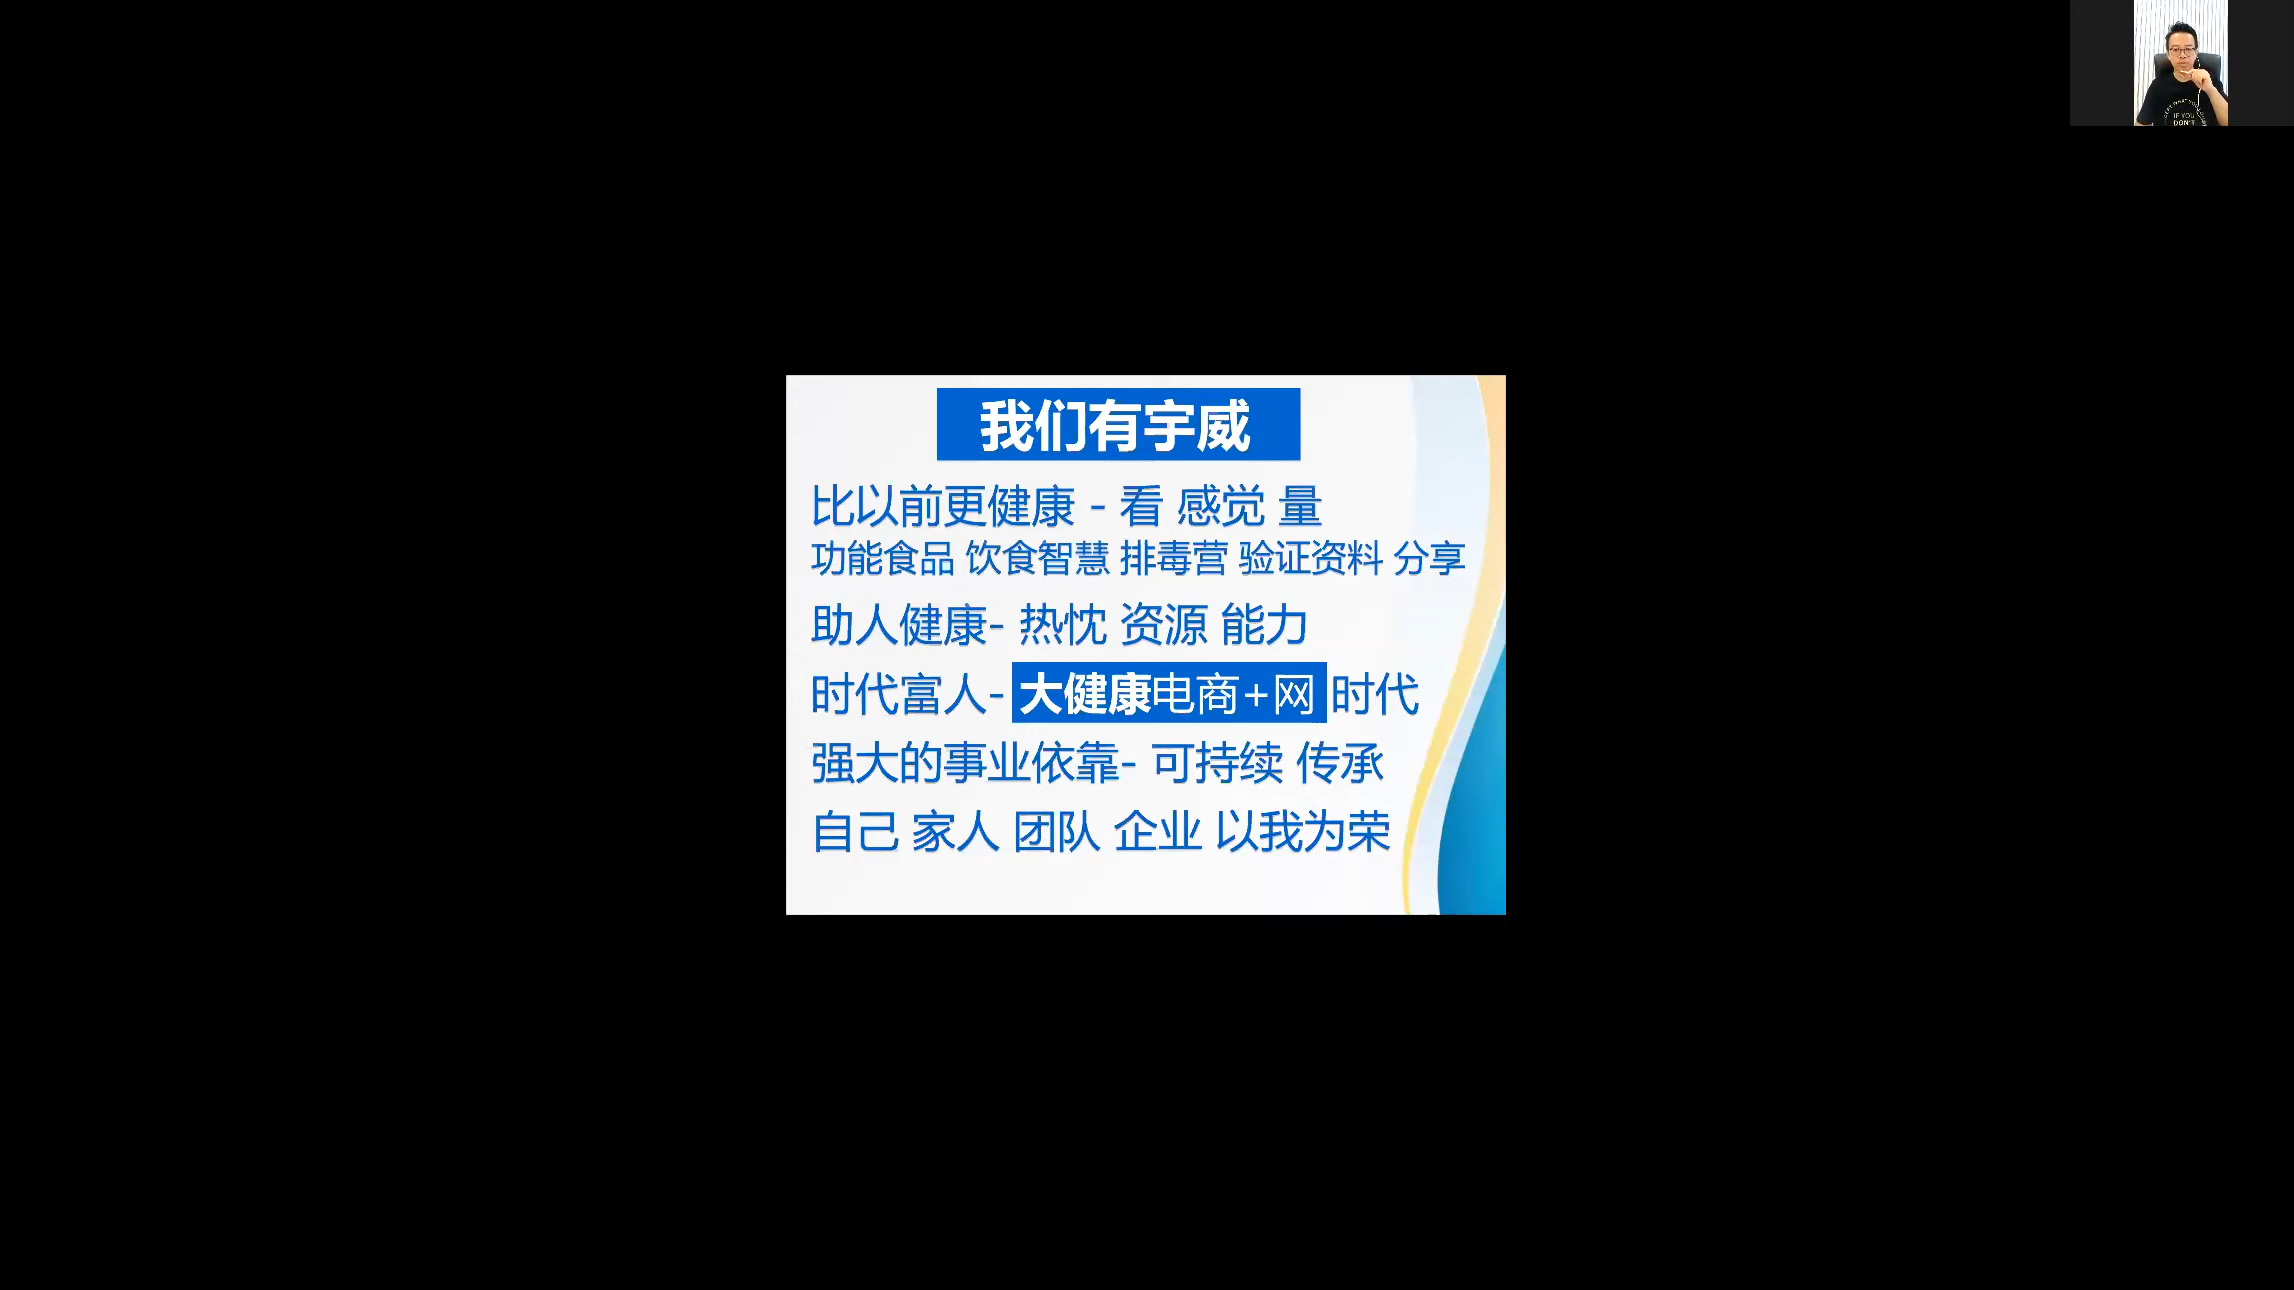 我们有宇威
比以前更健康 - 看 感觉 量
功能食品 饮食智慧 排毒营 验证资料 分享
助人健康- 热忱 资源 能力
时代富人- 大健康电商+网 时代
强大的事业依靠- 可持续 传承
自己 家人 团队 企业 以我为荣
IF YOU
DON'T